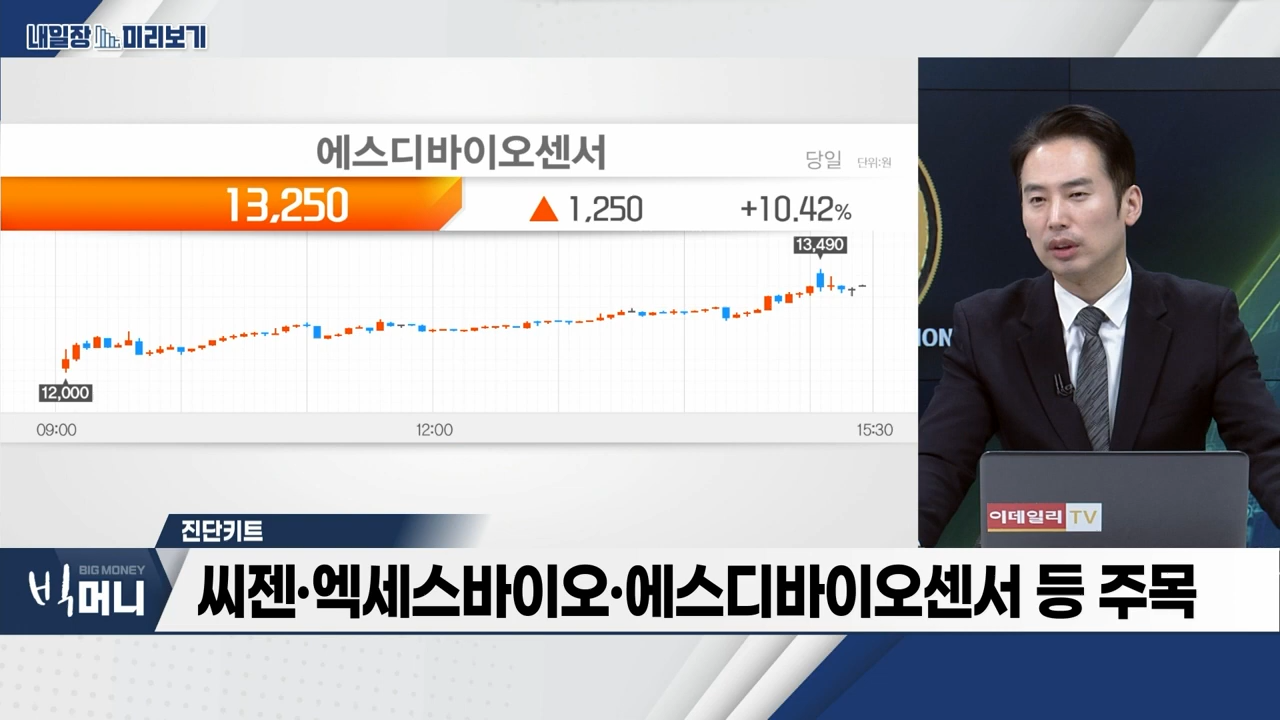 내일장 미리보기
에스디바이오센서
당일 단위:원
13,250 ▲ 1,250 +10.42%
13,490
12,000
09:00 12:00 15:30
ION
이데일리 TV
진단키트
BIG MONEY
빅머니
씨젠·엑세스바이오·에스디바이오센서 등 주목